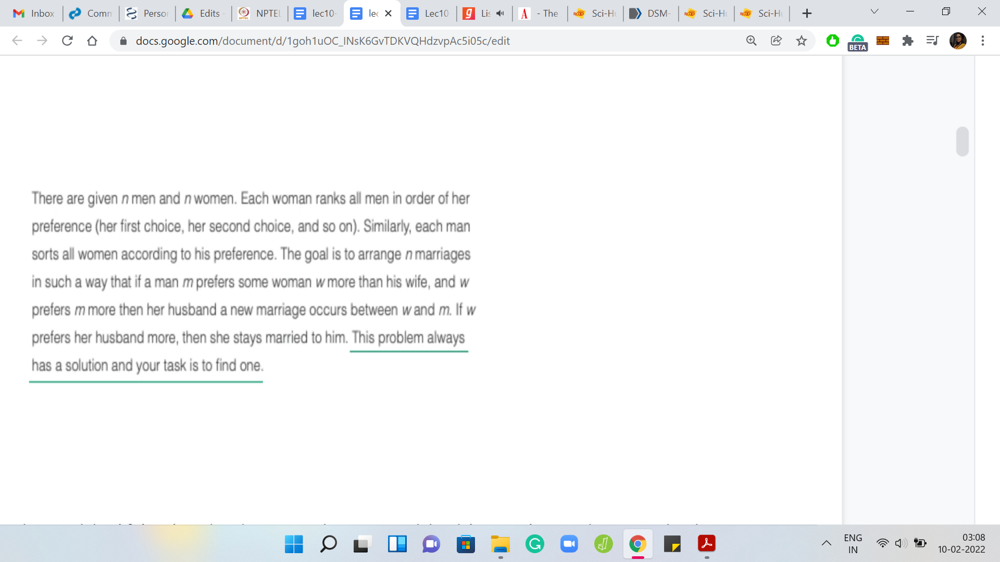 Inbox
Comm
Person
Edits -
NPTEL
lec10-
lec
Lec10
Lis
- The
Sci-Hu
DSM-
Sci-Hu
Sci-Hu
docs.google.com/document/d/1goh1uOC_INsK6GvTDKVQHdzvpAc5i05c/edit
BETA
There are given n men and n women. Each woman ranks all men in order of her
preference (her first choice, her second choice, and so on). Similarly, each man
sorts all women according to his preference. The goal is to arrange n marriages
in such a way that if a man m prefers some woman w more than his wife, and w
prefers m more then her husband a new marriage occurs between w and m. If w
prefers her husband more, then she stays married to him. This problem always
has a solution and your task is to find one.
ENG
IN
03:08
10-02-2022